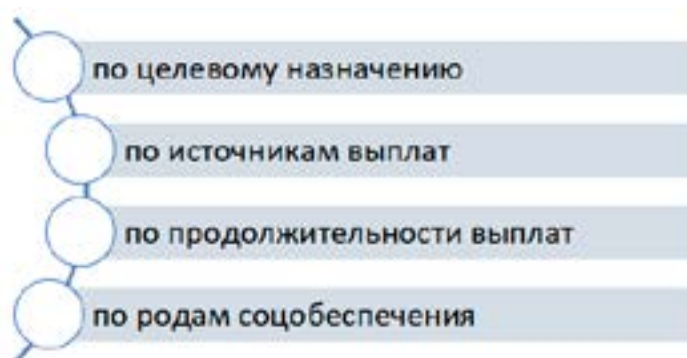 по целевому назначению
по источникам выплат
по продолжительности выплат
по родам соцобеспечения